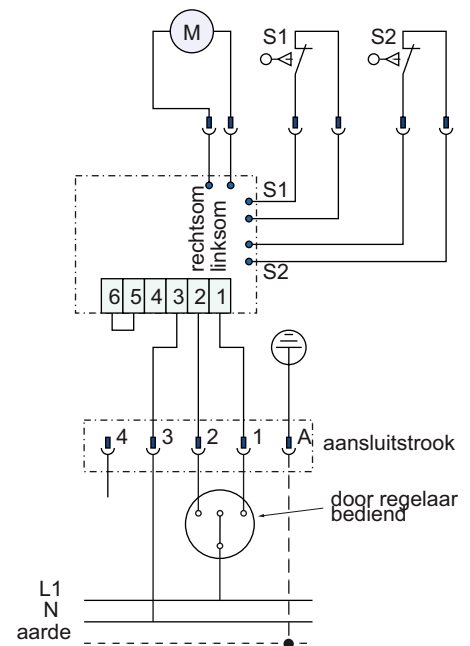 M
S1
S2
rechtsom
linksom
S1
S2
6 5 4 3 2 1
4 3 2 1 A
aansluitstrook
door regelaar
bediend
L1
N
aarde